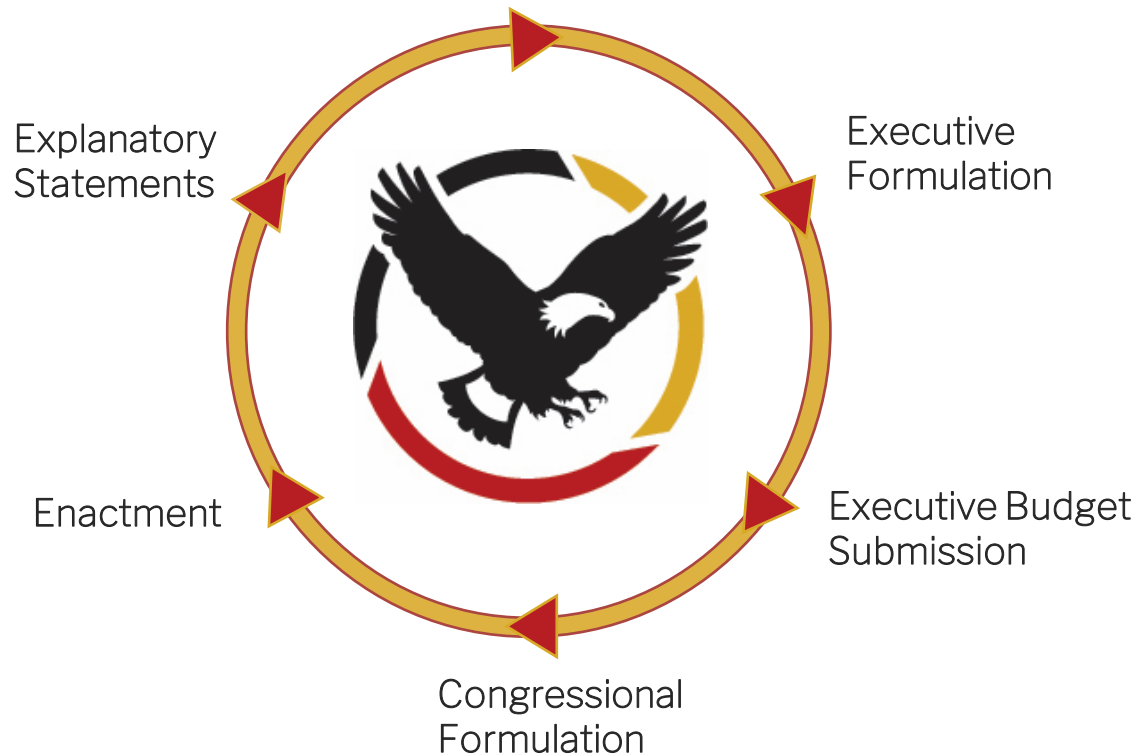 Executive
Formulation
Executive Budget
Submission
Congressional
Formulation
Enactment
Explanatory
Statements